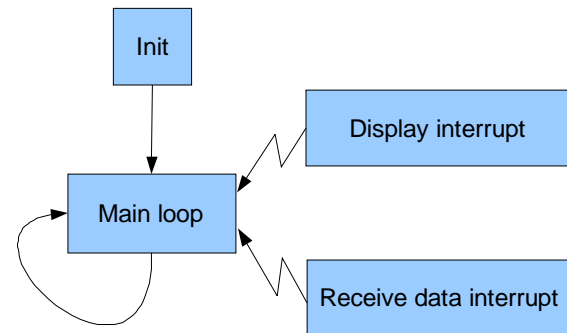 Init
Display interrupt
Main loop
Receive data interrupt